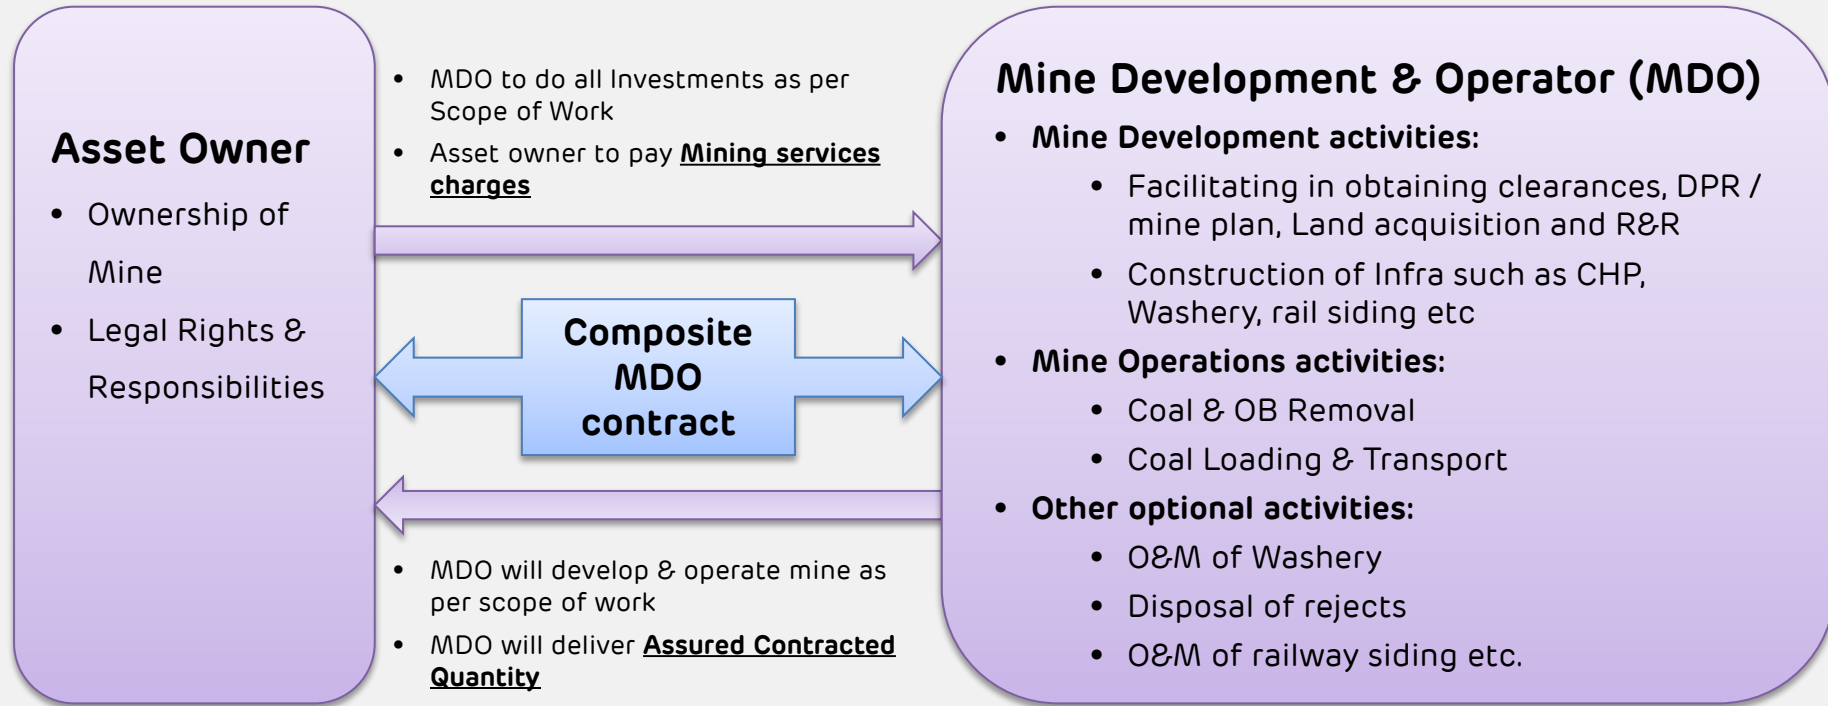 Asset Owner
• Ownership of
Mine
• Legal Rights &
Responsibilities
• MDO to do all Investments as per
Scope of Work
• Asset owner to pay Mining services
charges
Composite
MDO
contract
• MDO will develop & operate mine as
per scope of work
• MDO will deliver Assured Contracted
Quantity
Mine Development & Operator (MDO)
• Mine Development activities:
• Facilitating in obtaining clearances, DPR /
mine plan, Land acquisition and R&R
• Construction of Infra such as CHP,
Washery, rail siding etc
• Mine Operations activities:
• Coal & OB Removal
• Coal Loading & Transport
• Other optional activities:
• O&M of Washery
• Disposal of rejects
• O&M of railway siding etc.